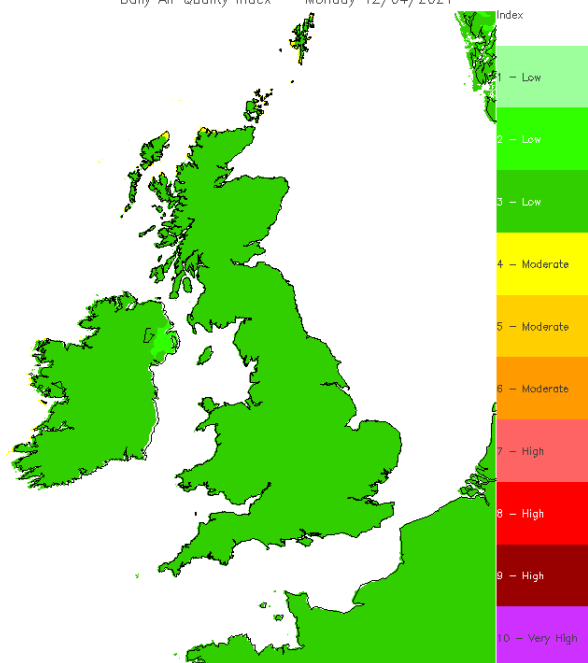 Daily Air Quality Index Monday 12/04/2021
Index
1 - Low
2 - Low
3 - Low
4 - Moderate
5 - Moderate
6 - Moderate
7 - High
8 - High
9 - High
10 - Very High